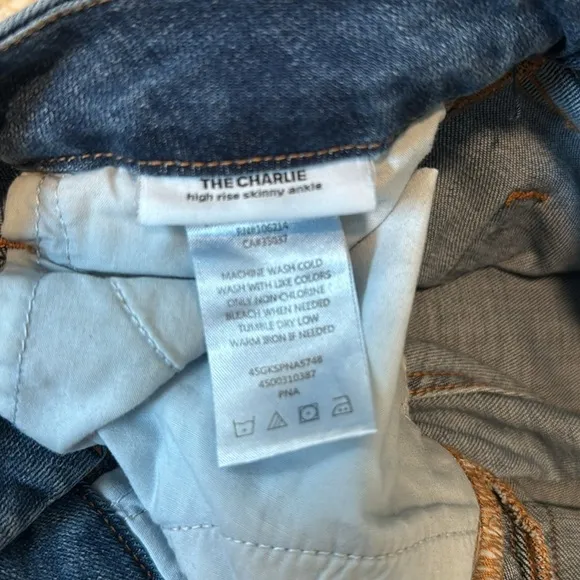 THE CHARLIE
high rise skinny ankle
RN#106214
CA#35037
MACHINE WASH COLD
WASH WITH LIKE COLORS
ONLY NON CHLORINE
BLEACH WHEN NEEDED
TUMBLE DRY LOW
WARM IRON IF NEEDED
45GKSPNA5748
4500310387
PNA